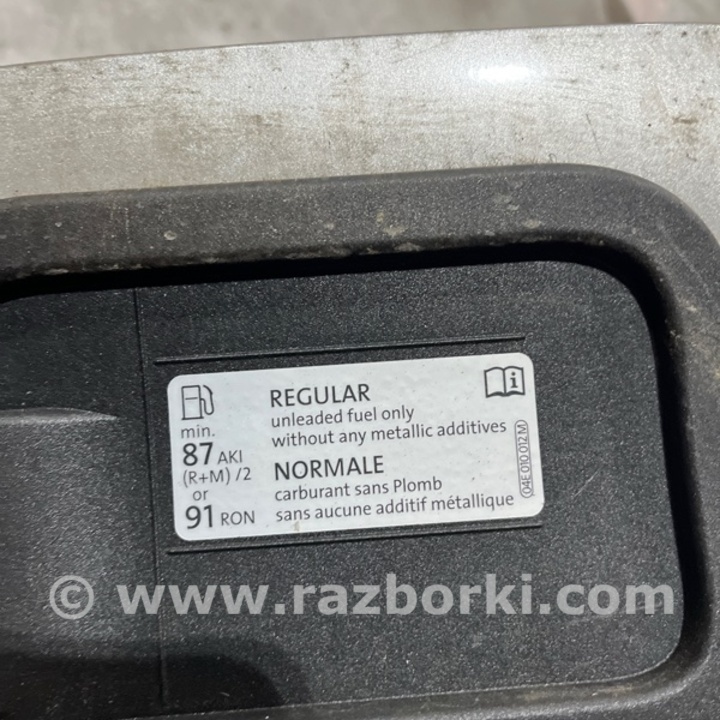 min.
87 AKI
(R+M) /2
or
91 RON
REGULAR
unleaded fuel only
without any metallic additives
NORMALE
carburant sans Plomb
sans aucune additif métallique
04E 010 012 M
© www.razborki.com